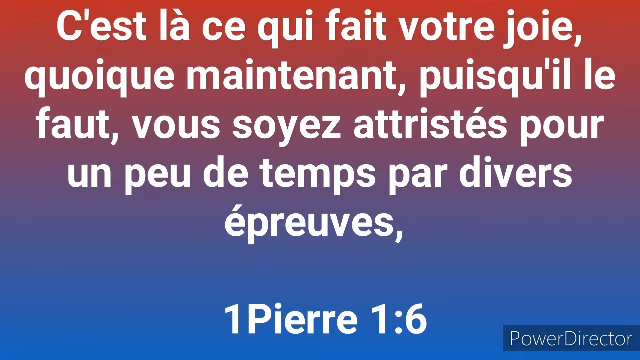 C'est là ce qui fait votre joie,
quoique maintenant, puisqu'il le
faut, vous soyez attristés pour
un peu de temps par divers
épreuves,
1Pierre 1:6
PowerDirector